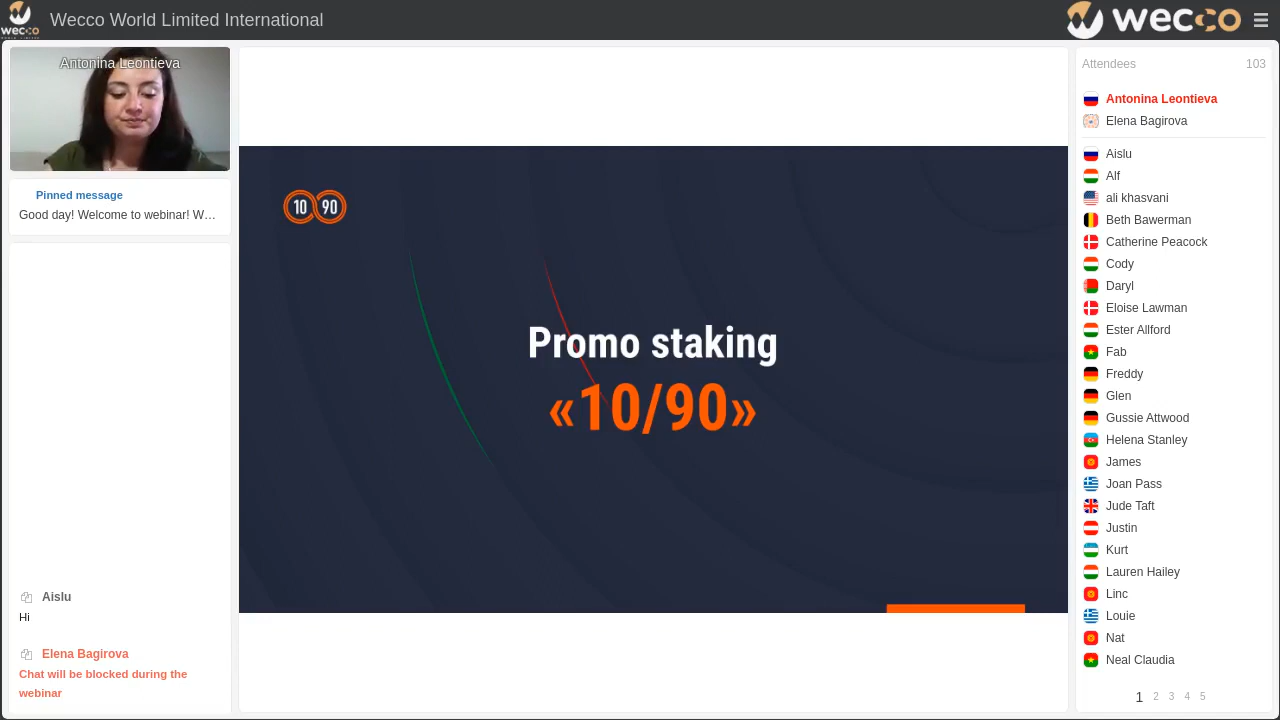 wecco
WORLD LIMITED
Wecco World Limited International
wecco
Antonina Leontieva
Pinned message
Good day! Welcome to webinar! W…
Aislu
Hi
Elena Bagirova
Chat will be blocked during the
webinar
10 90
Promo staking
«10/90»
Attendees 103
Antonina Leontieva
Elena Bagirova
Aislu
Alf
ali khasvani
Beth Bawerman
Catherine Peacock
Cody
Daryl
Eloise Lawman
Ester Allford
Fab
Freddy
Glen
Gussie Attwood
Helena Stanley
James
Joan Pass
Jude Taft
Justin
Kurt
Lauren Hailey
Linc
Louie
Nat
Neal Claudia
1 2 3 4 5